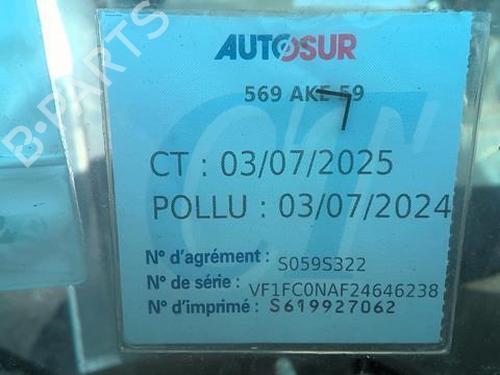 AUTOSUR
569 AKE 59
CT : 03/07/2025
POLLU : 03/07/2024
N° d'agrément : S059S322
N° de série : VF1FC0NAF24646238
N° d'imprimé : S619927062
B-PARTS
CT